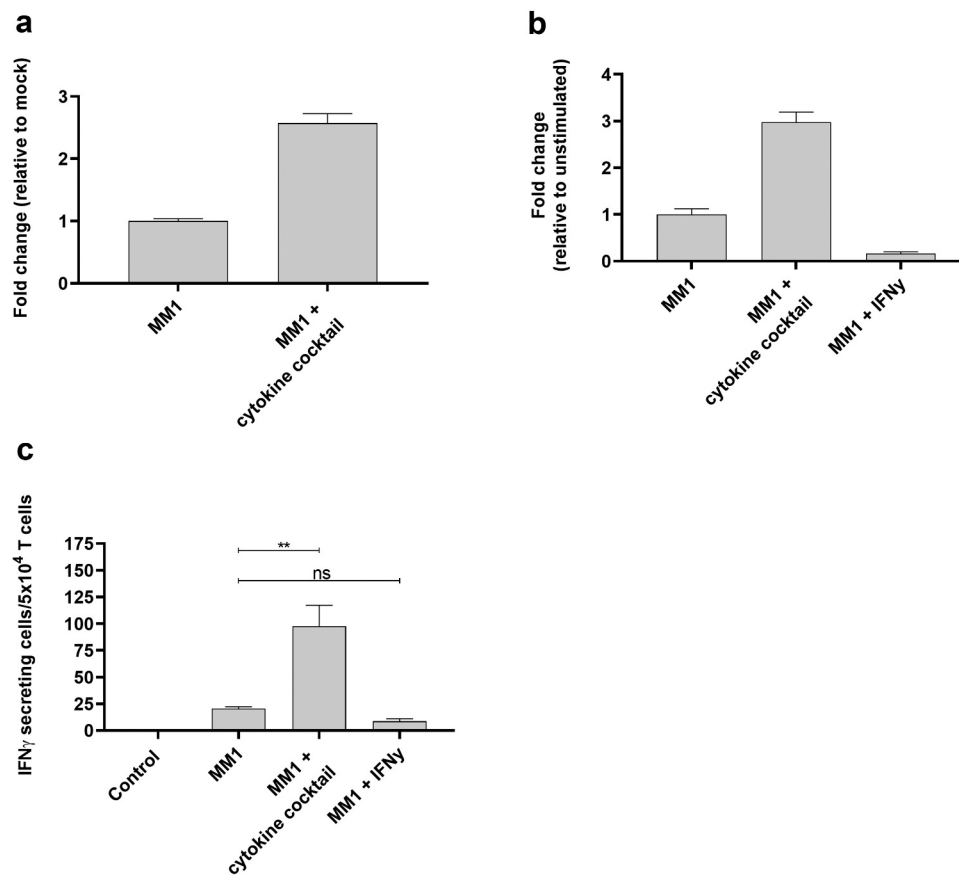 a
Fold change (relative to mock)
3
2
1
0
MM1
MM1 +
cytokine cocktail
b
Fold change
(relative to unstimulated)
4
3
2
1
0
MM1
MM1 +
cytokine cocktail
MM1 + IFNy
c
IFNγ secreting cells/5x10⁴ T cells
175
150
125
100
75
50
25
0
**
ns
Control
MM1
MM1 +
cytokine cocktail
MM1 + IFNy